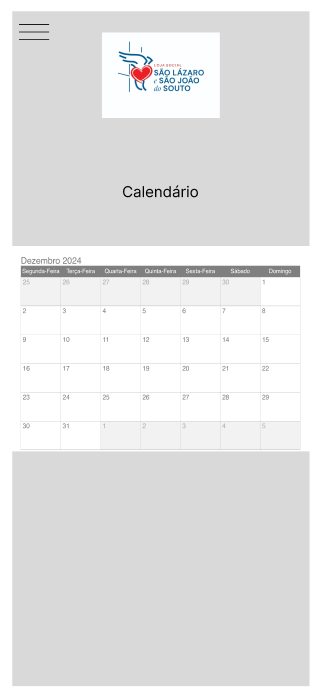 LOJA SOCIAL
SÃO LÁZARO
e SÃO JOÃO
do SOUTO
Calendário
Dezembro 2024
Segunda-Feira Terça-Feira Quarta-Feira Quinta-Feira Sexta-Feira Sábado Domingo
25 26 27 28 29 30 1
2 3 4 5 6 7 8
9 10 11 12 13 14 15
16 17 18 19 20 21 22
23 24 25 26 27 28 29
30 31 1 2 3 4 5